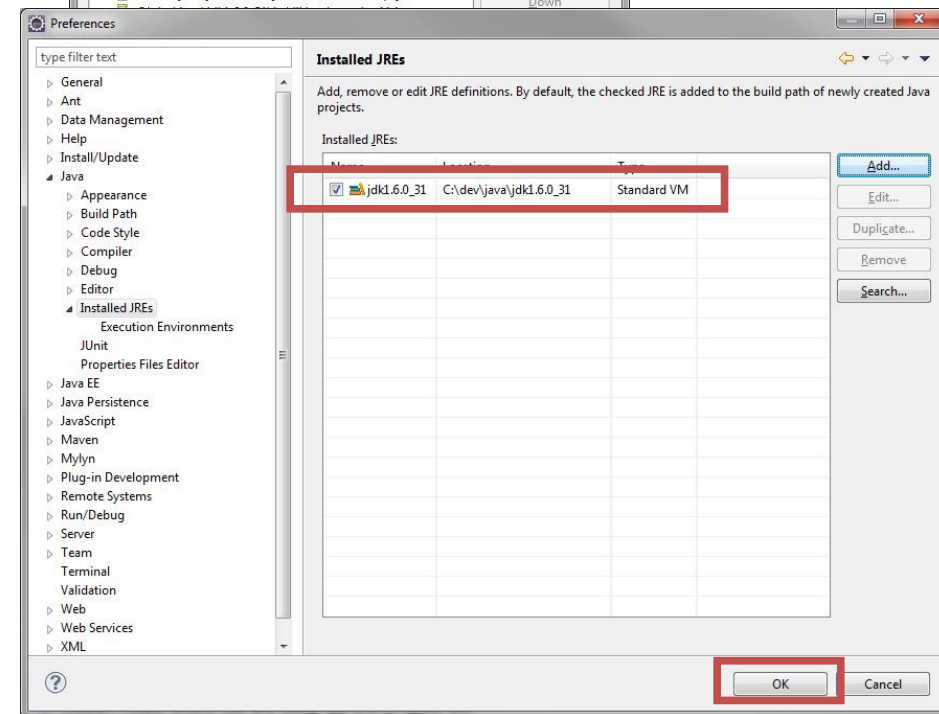 Down
Preferences
type filter text
General
Ant
Data Management
Help
Install/Update
Java
Appearance
Build Path
Code Style
Compiler
Debug
Editor
Installed JREs
Execution Environments
JUnit
Properties Files Editor
Java EE
Java Persistence
JavaScript
Maven
Mylyn
Plug-in Development
Remote Systems
Run/Debug
Server
Team
Terminal
Validation
Web
Web Services
XML
Installed JREs
Add, remove or edit JRE definitions. By default, the checked JRE is added to the build path of newly created Java
projects.
Installed JREs:
Name Location Type
jdk1.6.0_31 C:\dev\java\jdk1.6.0_31 Standard VM
Add...
Edit...
Duplicate...
Remove
Search...
OK Cancel